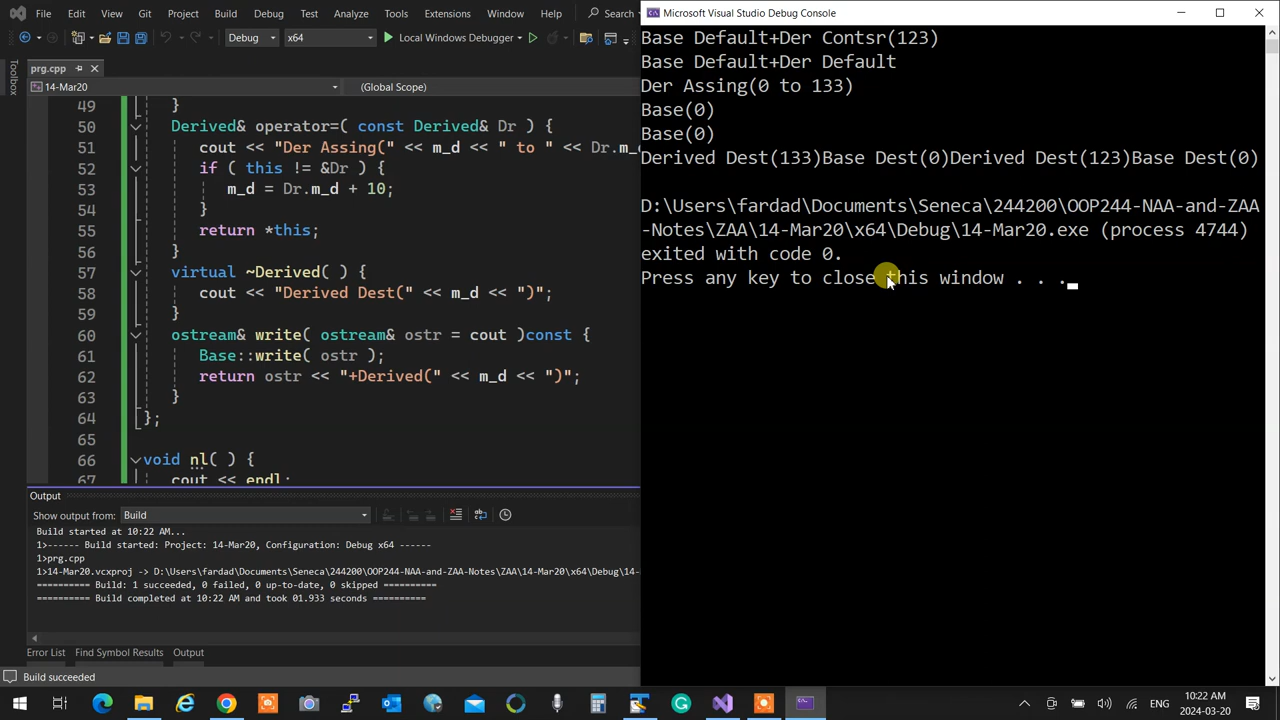 File Edit View Git Project Build Debug Test Analyze Tools Extensions Window Help Search
Debug x64 Local Windows Debugger
prg.cpp
14-Mar20 (Global Scope)
Toolbox
49 }
50 Derived& operator=( const Derived& Dr ) {
51 cout << "Der Assing(" << m_d << " to " << Dr.m_d
52 if ( this != &Dr ) {
53 m_d = Dr.m_d + 10;
54 }
55 return *this;
56 }
57 virtual ~Derived( ) {
58 cout << "Derived Dest(" << m_d << ")";
59 }
60 ostream& write( ostream& ostr = cout )const {
61 Base::write( ostr );
62 return ostr << "+Derived(" << m_d << ")";
63 }
64 };
65
66 void nl( ) {
67 cout << endl;
Output
Show output from: Build
Build started at 10:22 AM...
1>------ Build started: Project: 14-Mar20, Configuration: Debug x64 ------
1>prg.cpp
1>14-Mar20.vcxproj -> D:\Users\fardad\Documents\Seneca\244200\OOP244-NAA-and-ZAA-Notes\ZAA\14-Mar20\x64\Debug\14-
========== Build: 1 succeeded, 0 failed, 0 up-to-date, 0 skipped ==========
========== Build completed at 10:22 AM and took 01.933 seconds ==========
Error List Find Symbol Results Output
Build succeeded
Microsoft Visual Studio Debug Console
Base Default+Der Contsr(123)
Base Default+Der Default
Der Assing(0 to 133)
Base(0)
Base(0)
Derived Dest(133)Base Dest(0)Derived Dest(123)Base Dest(0)
D:\Users\fardad\Documents\Seneca\244200\OOP244-NAA-and-ZAA
-Notes\ZAA\14-Mar20\x64\Debug\14-Mar20.exe (process 4744)
exited with code 0.
Press any key to close this window . . .
ENG
10:22 AM
2024-03-20